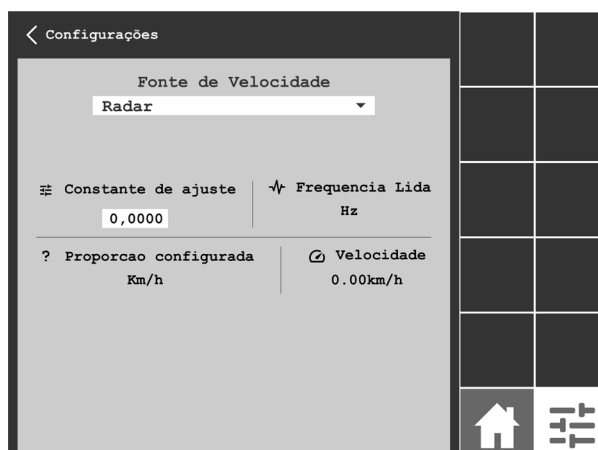 Configurações
Fonte de Velocidade
Radar
Constante de ajuste
0,0000
Frequencia Lida
Hz
? Proporcao configurada
Km/h
Velocidade
0.00km/h